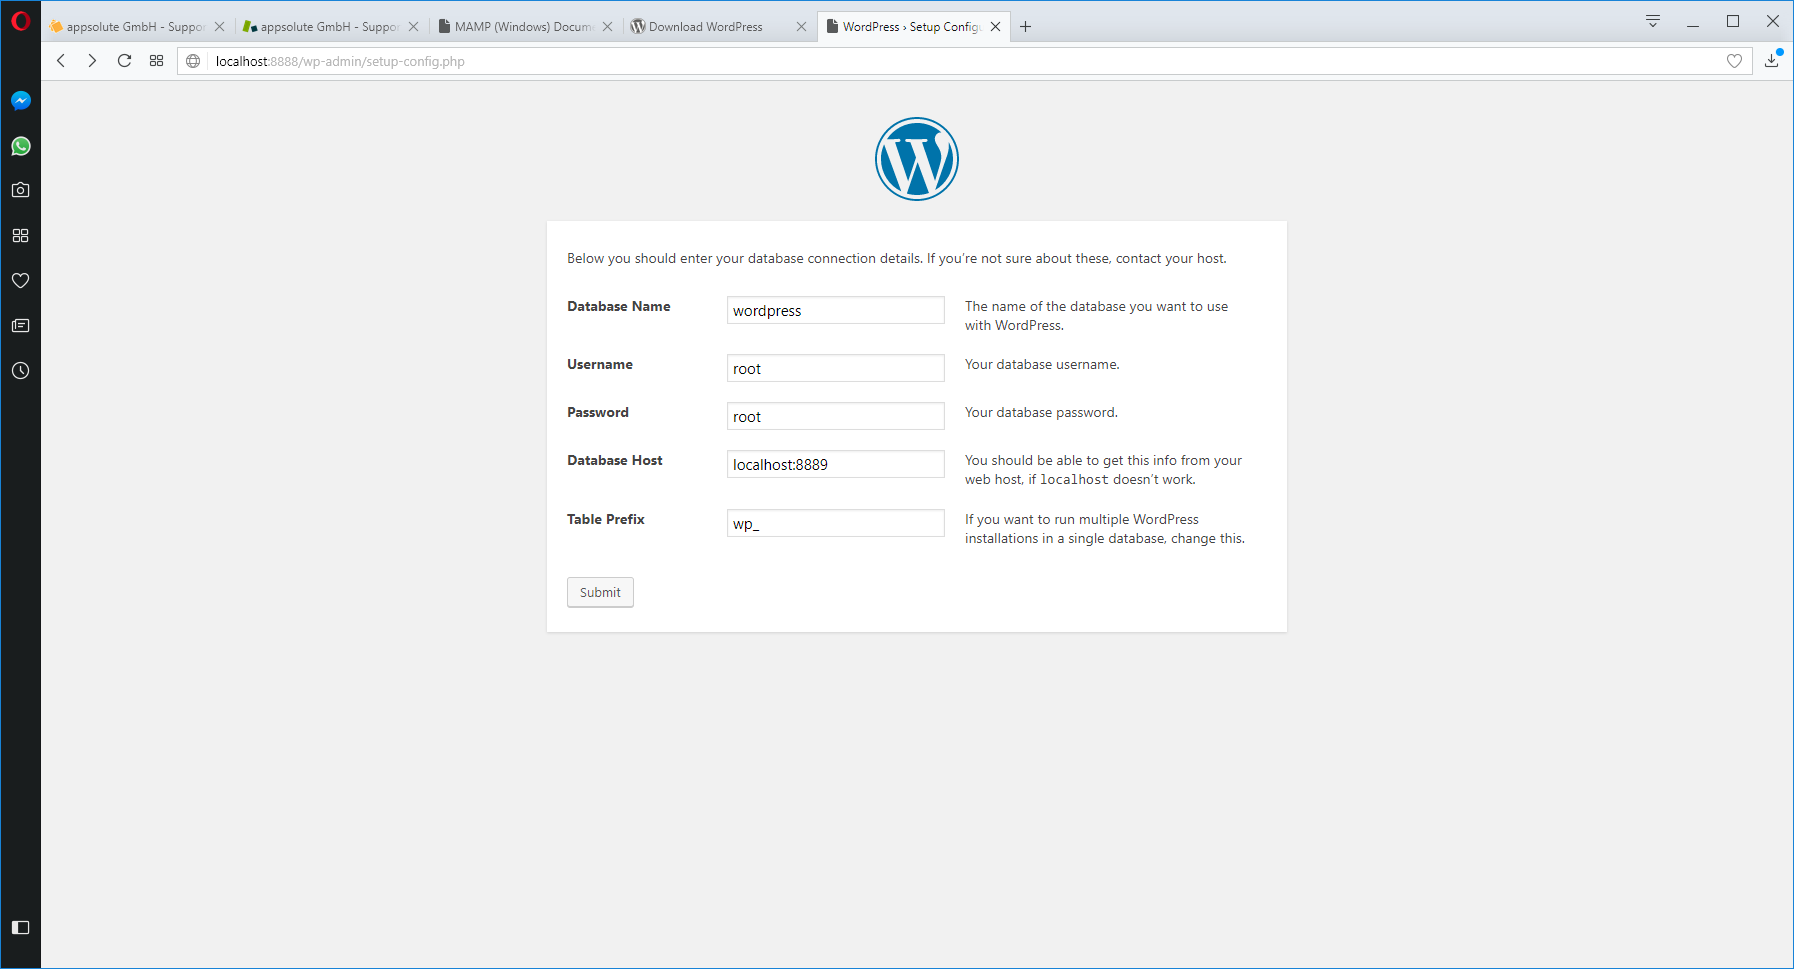 appsolute GmbH - Suppor
appsolute GmbH - Suppor
MAMP (Windows) Docum
Download WordPress
WordPress › Setup Configu
localhost:8888/wp-admin/setup-config.php
Below you should enter your database connection details. If you’re not sure about these, contact your host.
Database Name
wordpress
The name of the database you want to use
with WordPress.
Username
root
Your database username.
Password
root
Your database password.
Database Host
localhost:8889
You should be able to get this info from your
web host, if localhost doesn’t work.
Table Prefix
wp_
If you want to run multiple WordPress
installations in a single database, change this.
Submit